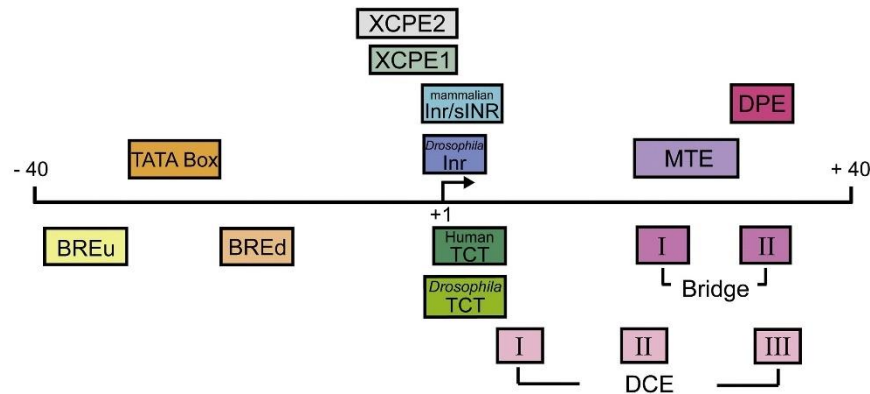 XCPE2
XCPE1
mammalian
Inr/sINR
DPE
Drosophila
Inr
TATA Box
MTE
- 40
+ 40
+1
BREu
BREd
Human
TCT
I
II
Bridge
Drosophila
TCT
I
II
III
DCE